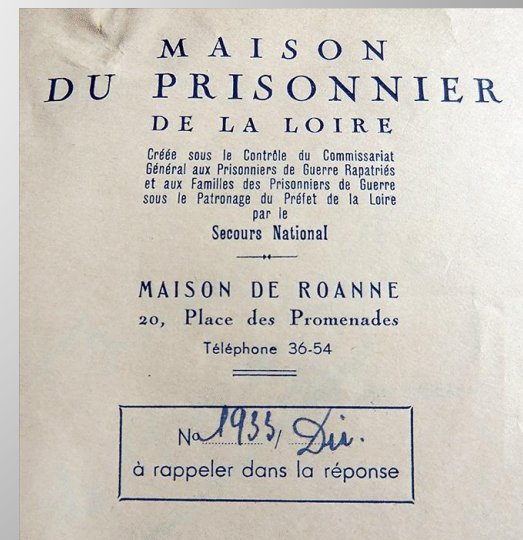 MAISON
DU PRISONNIER
DE LA LOIRE
Créée sous le Contrôle du Commissariat
Général aux Prisonniers de Guerre Rapatriés
et aux Familles des Prisonniers de Guerre
sous le Patronage du Préfet de la Loire
par le
Secours National
MAISON DE ROANNE
20, Place des Promenades
Téléphone 36-54
No 1933/ Dir.
à rappeler dans la réponse